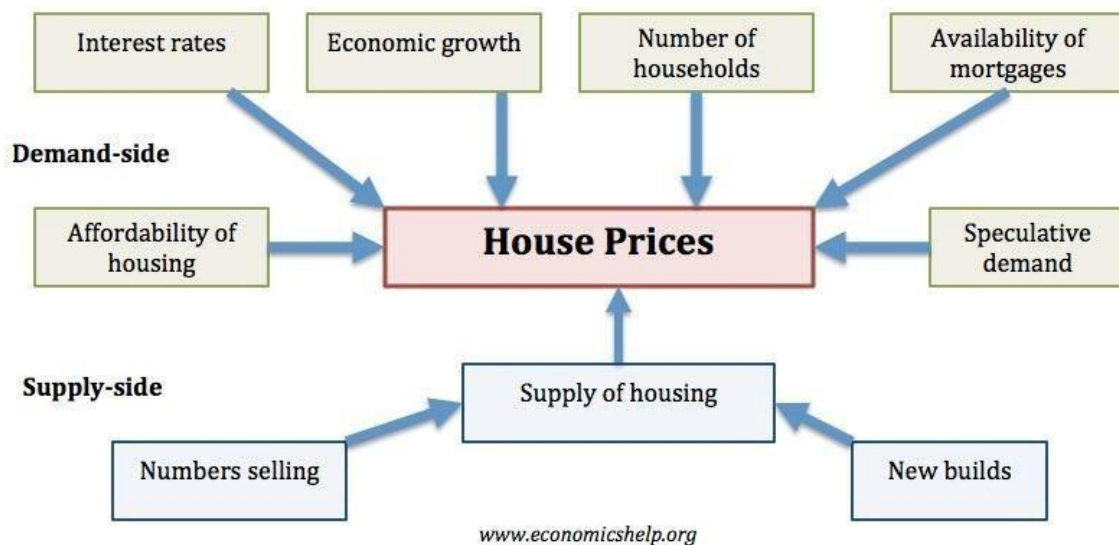 Interest rates
Economic growth
Number of
households
Availability of
mortgages
Demand-side
Affordability of
housing
House Prices
Speculative
demand
Supply-side
Supply of housing
Numbers selling
New builds
www.economicshelp.org